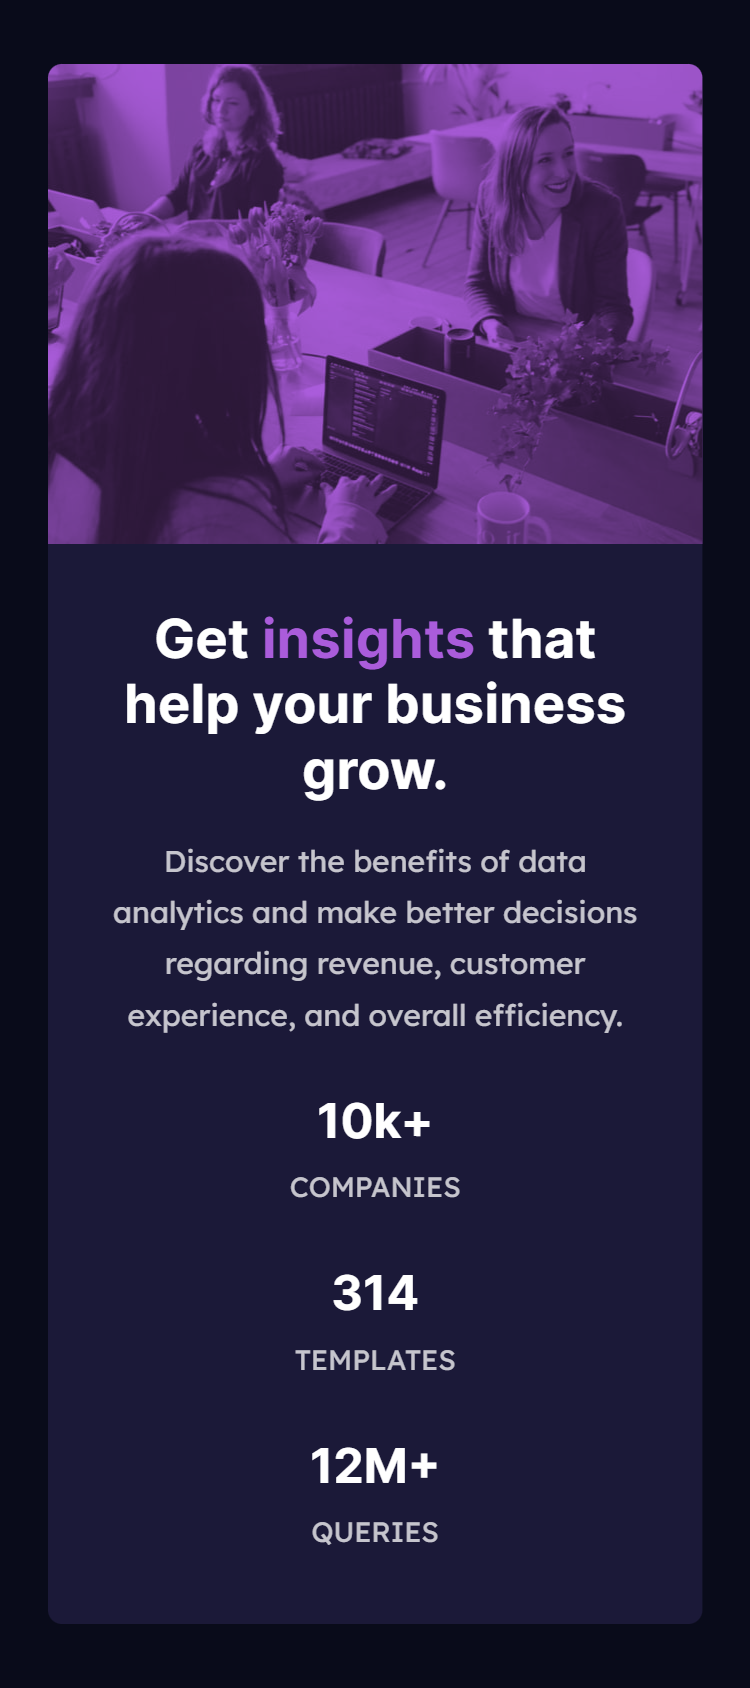 Get insights that
help your business
grow.
Discover the benefits of data
analytics and make better decisions
regarding revenue, customer
experience, and overall efficiency.
10k+
COMPANIES
314
TEMPLATES
12M+
QUERIES